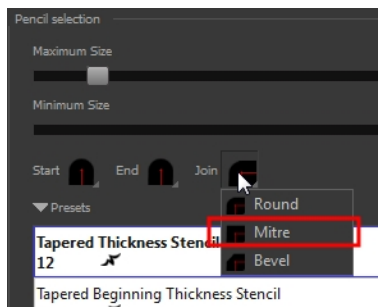 Pencil selection
Maximum Size
Minimum Size
Start End Join
Round
Presets
Mitre
Tapered Thickness Stencil
12
Bevel
Tapered Beginning Thickness Stencil